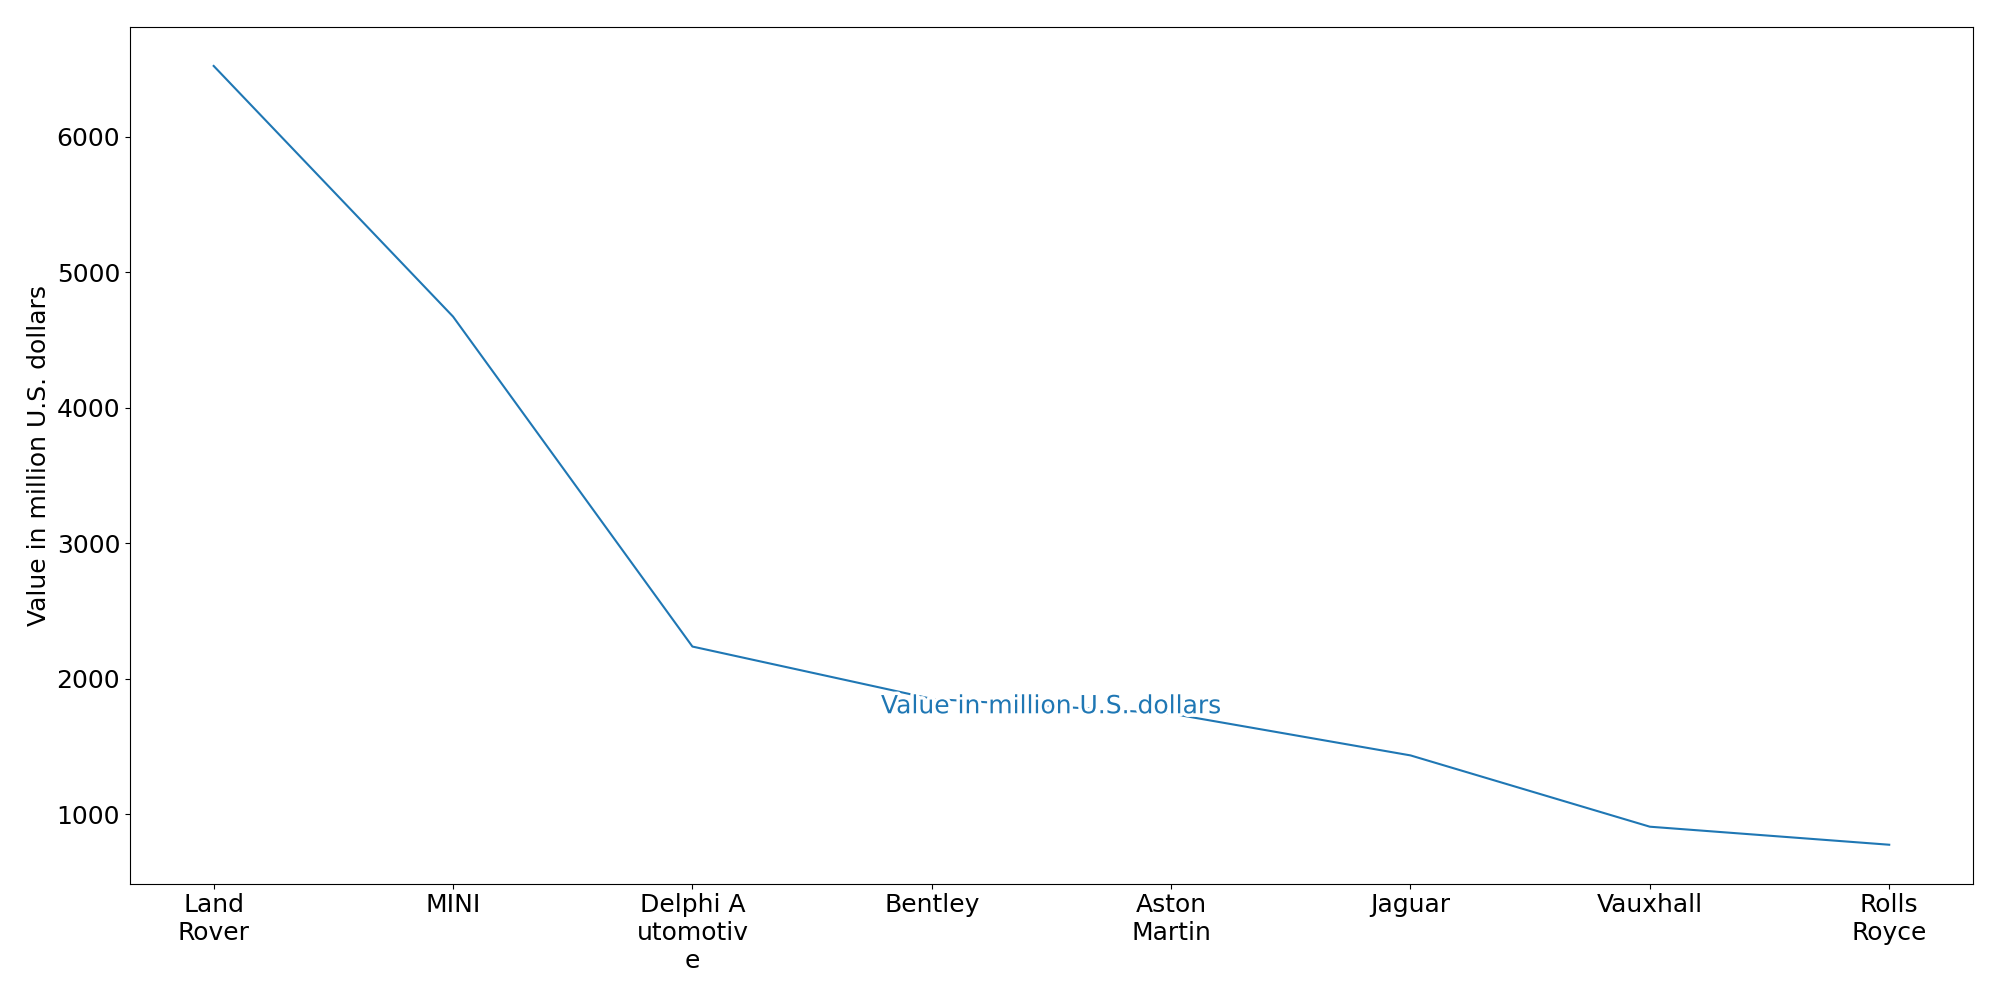 Value in million U.S. dollars
6000
5000
4000
3000
2000
1000
Value in million U.S. dollars
Land
Rover
MINI
Delphi A
utomotiv
e
Bentley
Aston
Martin
Jaguar
Vauxhall
Rolls
Royce